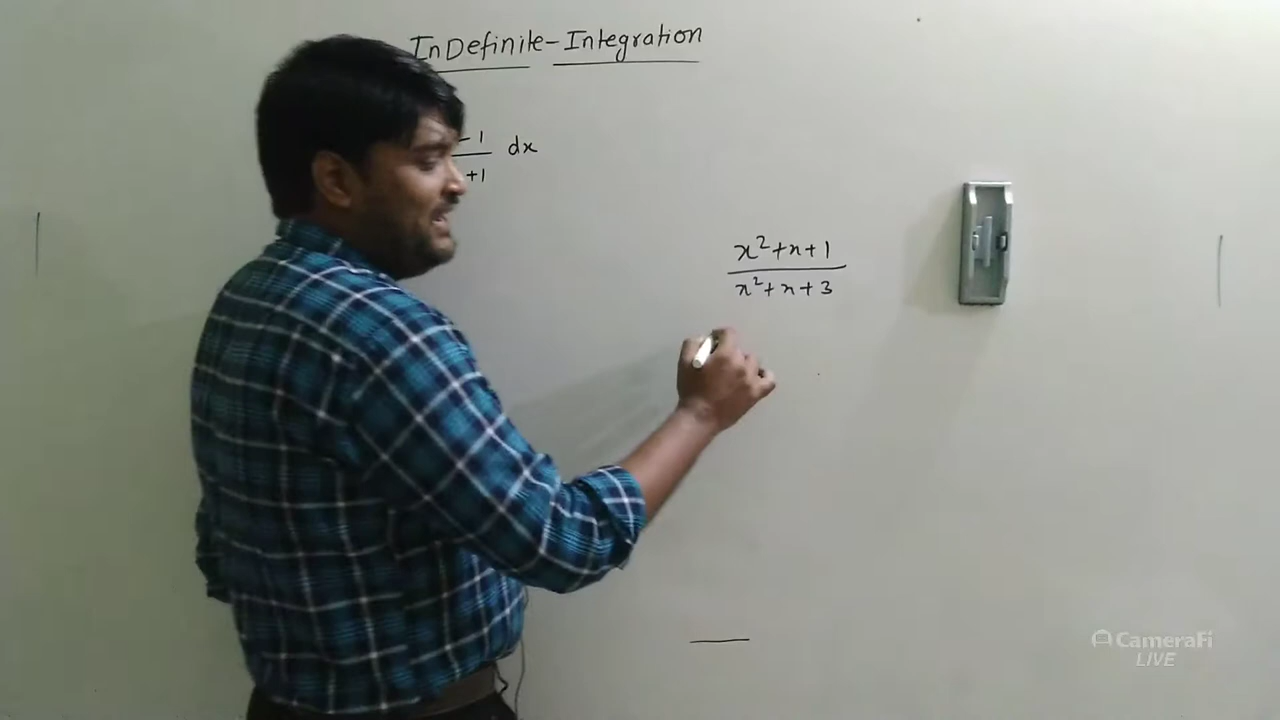 InDefinite-Integration
-1
+1 dx
x²+x+1
x²+x+3
CameraFi
LIVE